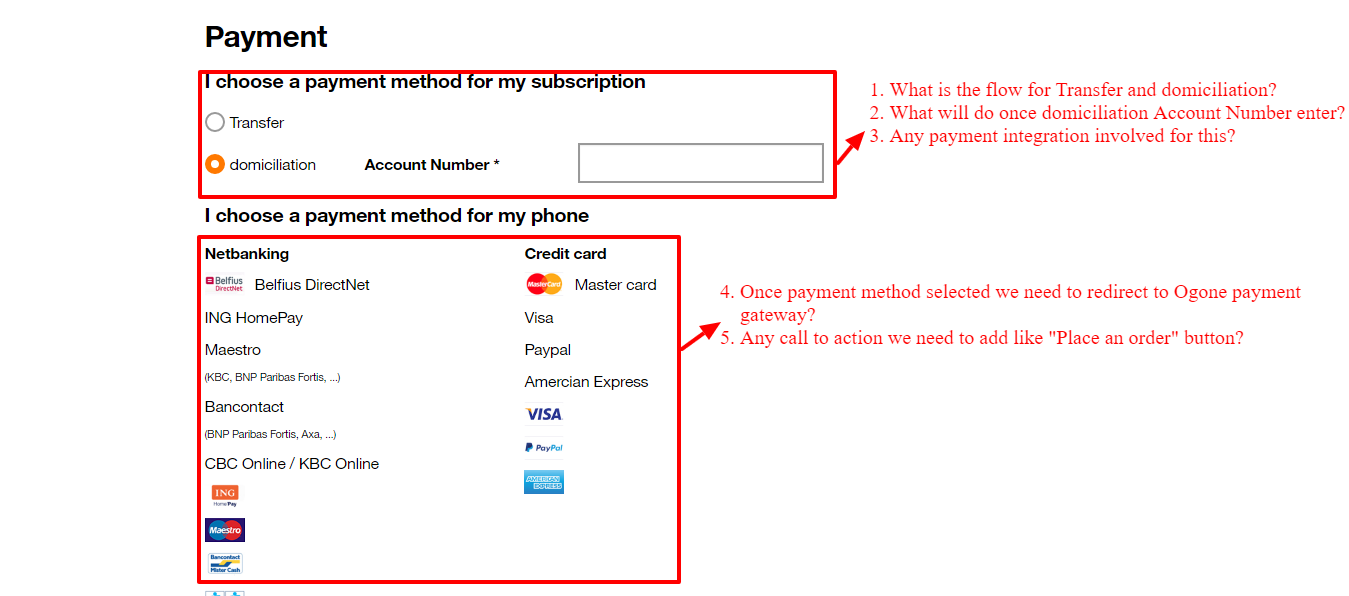 Payment
I choose a payment method for my subscription
Transfer
domiciliation Account Number *
1. What is the flow for Transfer and domiciliation?
2. What will do once domiciliation Account Number enter?
3. Any payment integration involved for this?
I choose a payment method for my phone
Netbanking
Belfius DirectNet
Belfius DirectNet
ING HomePay
Maestro
(KBC, BNP Paribas Fortis, ...)
Bancontact
(BNP Paribas Fortis, Axa, ...)
CBC Online / KBC Online
ING
Home'Pay
Maestro
Bancontact
Mister Cash
Credit card
MasterCard
Master card
Visa
Paypal
Amercian Express
VISA
PayPal
AMERICAN
EXPRESS
4. Once payment method selected we need to redirect to Ogone payment
gateway?
5. Any call to action we need to add like "Place an order" button?